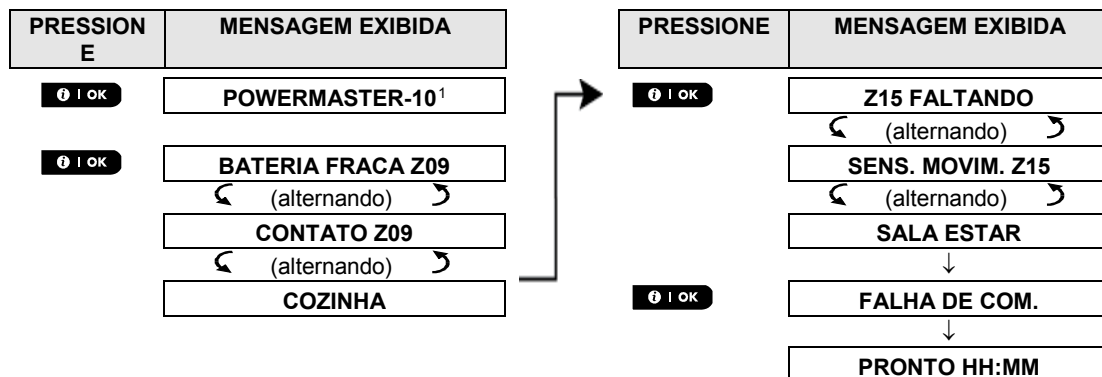 PRESSION
E
MENSAGEM EXIBIDA
i | OK
POWERMASTER-10¹
i | OK
BATERIA FRACA Z09
(alternando)
CONTATO Z09
(alternando)
COZINHA
PRESSIONE
MENSAGEM EXIBIDA
i | OK
Z15 FALTANDO
(alternando)
SENS. MOVIM. Z15
(alternando)
SALA ESTAR
↓
i | OK
FALHA DE COM.
↓
PRONTO HH:MM